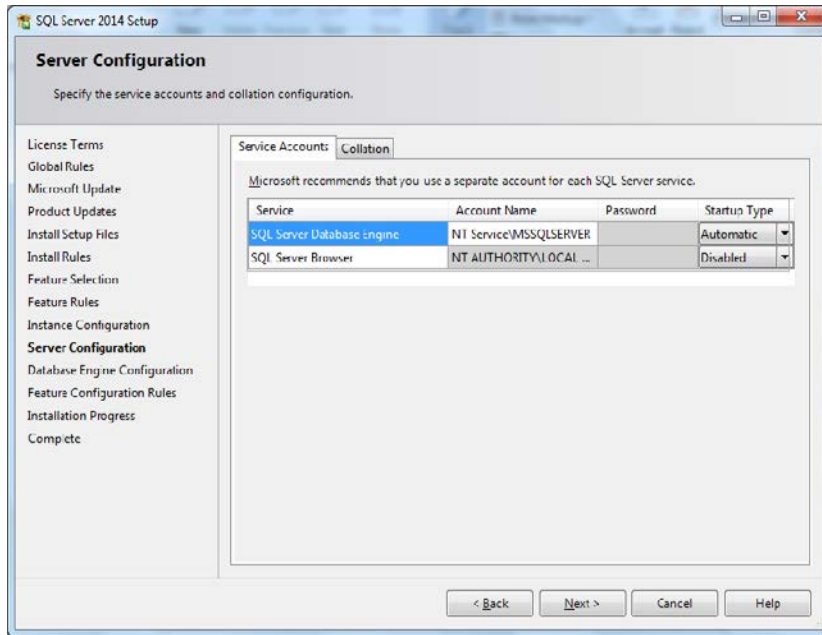 SQL Server 2014 Setup
Server Configuration
Specify the service accounts and collation configuration.
License Terms
Global Rules
Microsoft Update
Product Updates
Install Setup Files
Install Rules
Feature Selection
Feature Rules
Instance Configuration
Server Configuration
Database Engine Configuration
Feature Configuration Rules
Installation Progress
Complete
Service Accounts Collation
Microsoft recommends that you use a separate account for each SQL Server service.
Service Account Name Password Startup Type
SQL Server Database Engine NT Service\MSSQLSERVER Automatic
SQL Server Browser NT AUTHORITY\LOCAL ... Disabled
< Back Next > Cancel Help